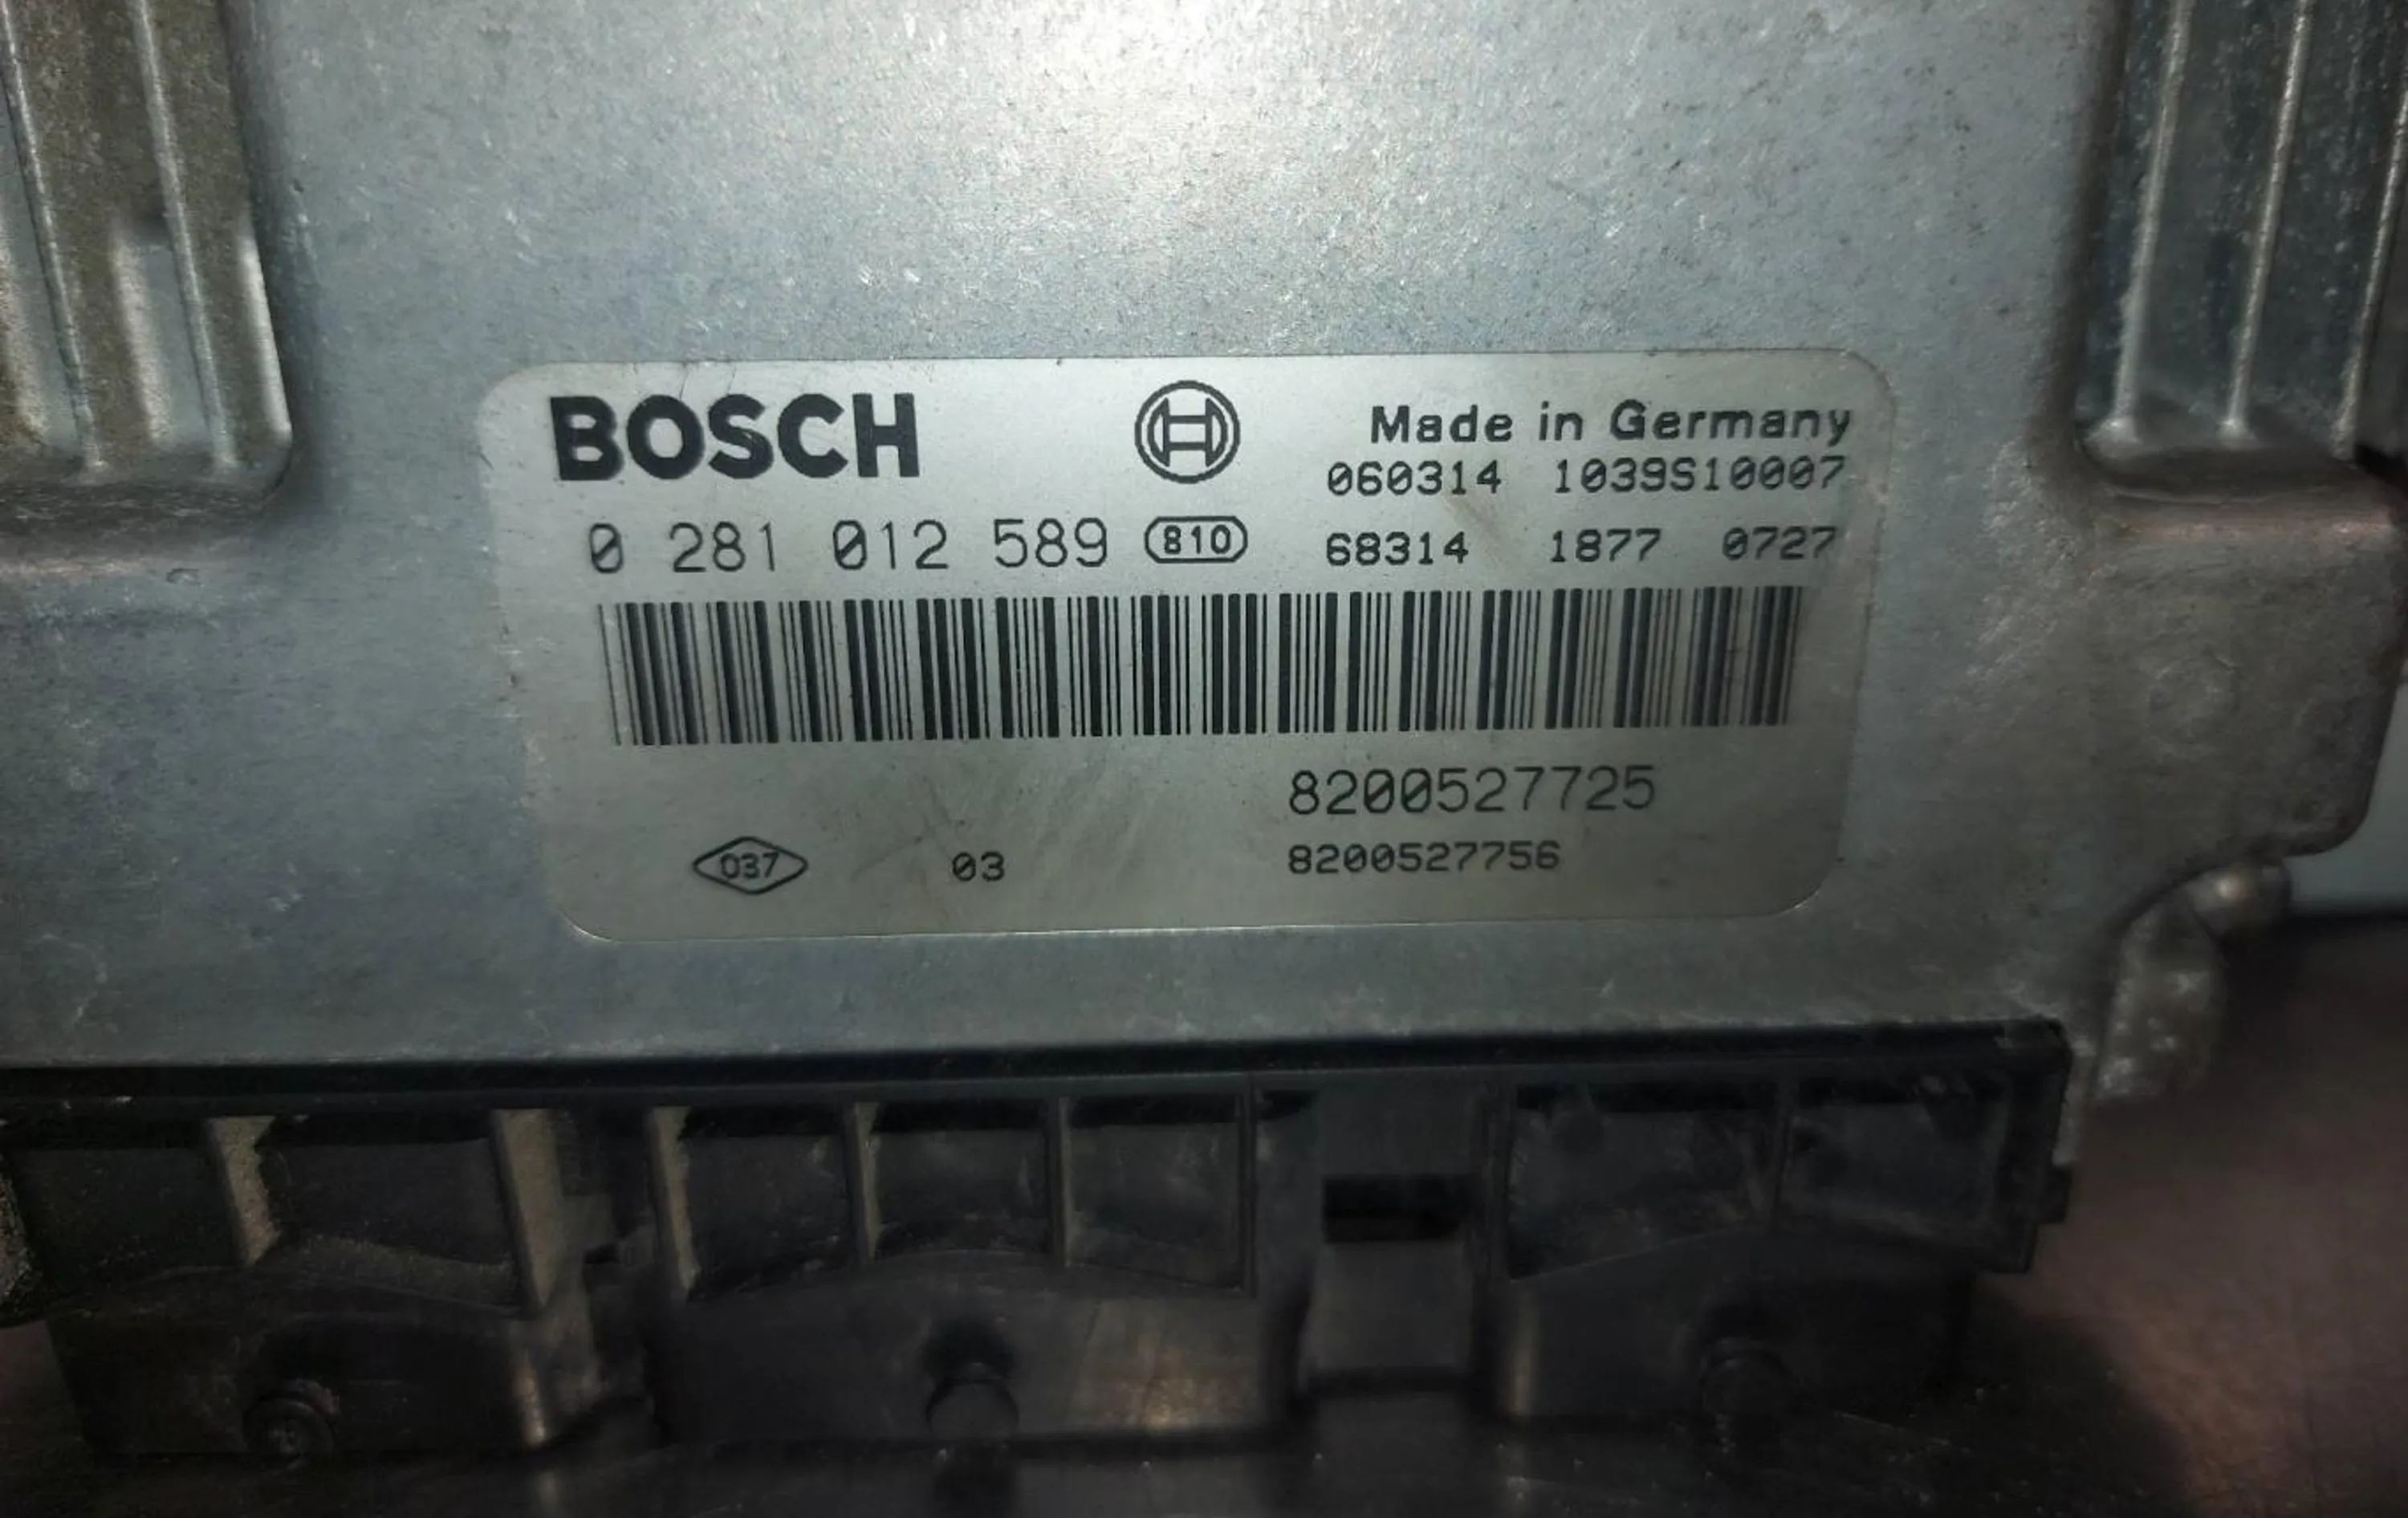 BOSCH
Made in Germany
060314 1039S10007
0 281 012 589 810 68314 1877 0727
8200527725
037 03 8200527756